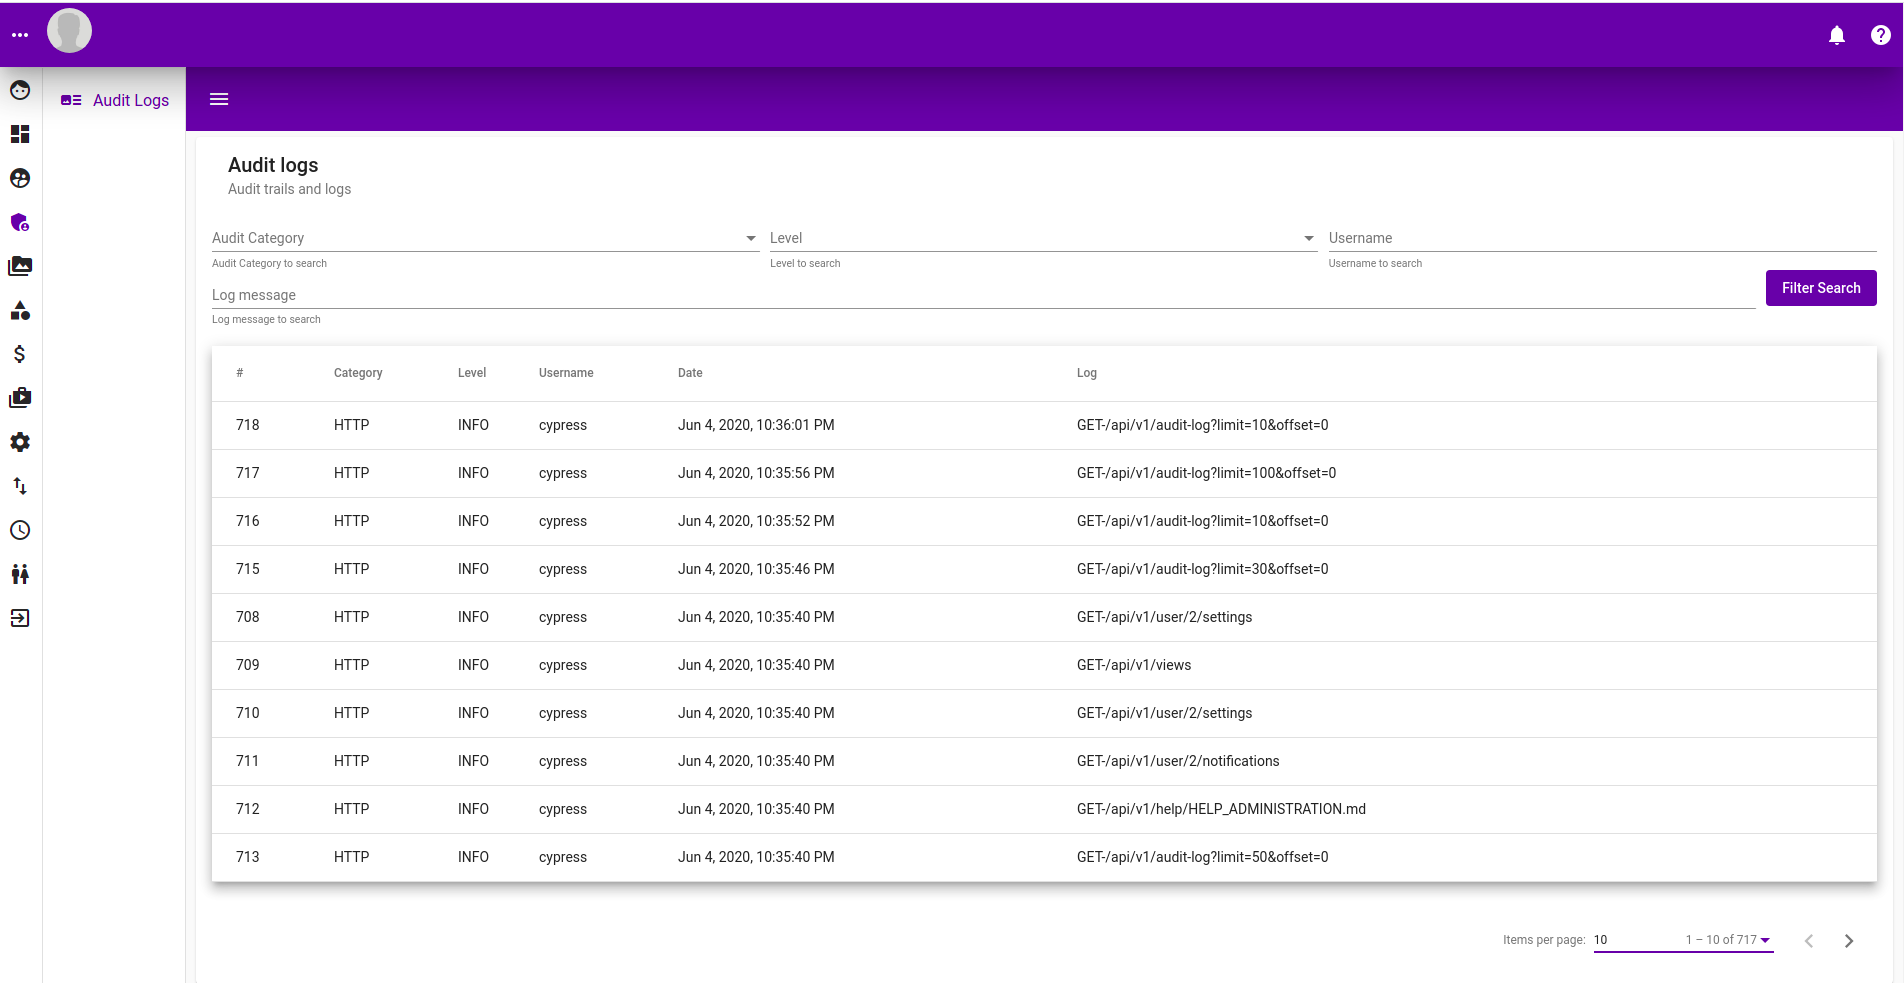 Audit Logs
Audit logs
Audit trails and logs
Audit Category Level Username
Audit Category to search Level to search Username to search
Log message Filter Search
Log message to search
# Category Level Username Date Log
718 HTTP INFO cypress Jun 4, 2020, 10:36:01 PM GET-/api/v1/audit-log?limit=10&offset=0
717 HTTP INFO cypress Jun 4, 2020, 10:35:56 PM GET-/api/v1/audit-log?limit=100&offset=0
716 HTTP INFO cypress Jun 4, 2020, 10:35:52 PM GET-/api/v1/audit-log?limit=10&offset=0
715 HTTP INFO cypress Jun 4, 2020, 10:35:46 PM GET-/api/v1/audit-log?limit=30&offset=0
708 HTTP INFO cypress Jun 4, 2020, 10:35:40 PM GET-/api/v1/user/2/settings
709 HTTP INFO cypress Jun 4, 2020, 10:35:40 PM GET-/api/v1/views
710 HTTP INFO cypress Jun 4, 2020, 10:35:40 PM GET-/api/v1/user/2/settings
711 HTTP INFO cypress Jun 4, 2020, 10:35:40 PM GET-/api/v1/user/2/notifications
712 HTTP INFO cypress Jun 4, 2020, 10:35:40 PM GET-/api/v1/help/HELP_ADMINISTRATION.md
713 HTTP INFO cypress Jun 4, 2020, 10:35:40 PM GET-/api/v1/audit-log?limit=50&offset=0
Items per page: 10 1 – 10 of 717